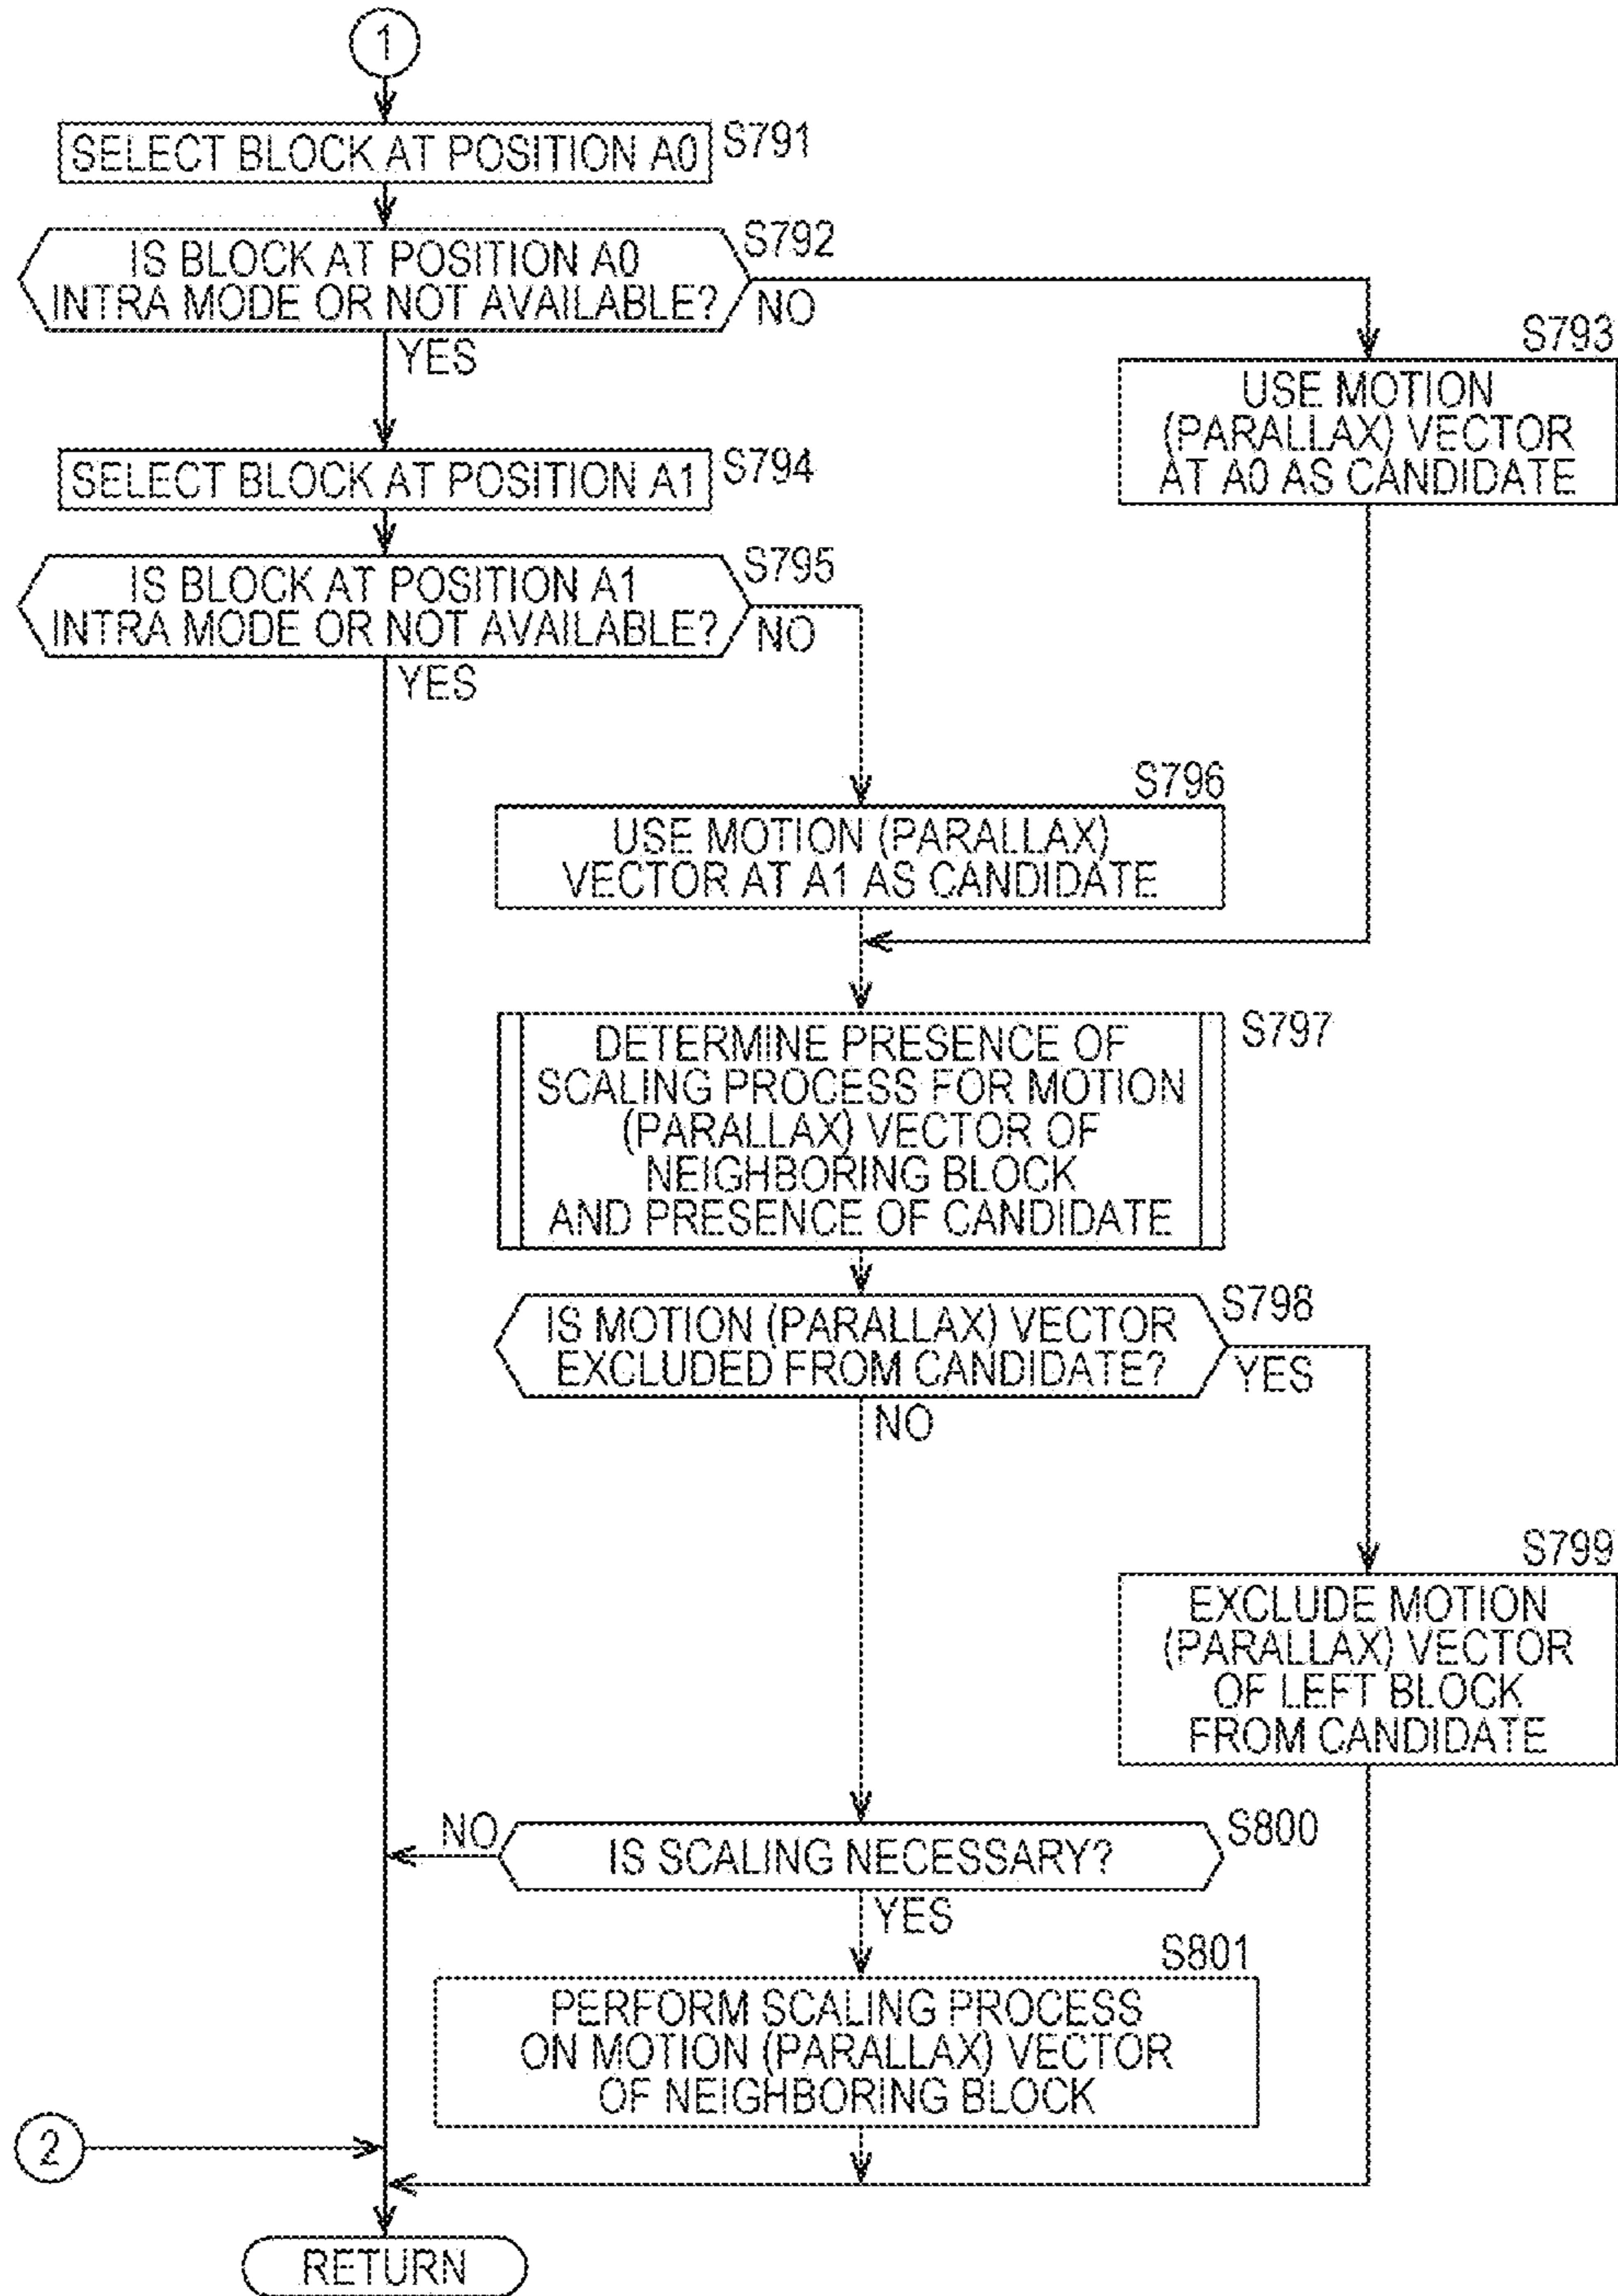 1
SELECT BLOCK AT POSITION A0
S791
IS BLOCK AT POSITION A0
INTRA MODE OR NOT AVAILABLE?
S792
NO
YES
S793
USE MOTION
(PARALLAX) VECTOR
AT A0 AS CANDIDATE
SELECT BLOCK AT POSITION A1
S794
IS BLOCK AT POSITION A1
INTRA MODE OR NOT AVAILABLE?
S795
NO
YES
S796
USE MOTION (PARALLAX)
VECTOR AT A1 AS CANDIDATE
DETERMINE PRESENCE OF
SCALING PROCESS FOR MOTION
(PARALLAX) VECTOR OF
NEIGHBORING BLOCK
AND PRESENCE OF CANDIDATE
S797
IS MOTION (PARALLAX) VECTOR
EXCLUDED FROM CANDIDATE?
S798
YES
NO
S799
EXCLUDE MOTION
(PARALLAX) VECTOR
OF LEFT BLOCK
FROM CANDIDATE
NO
IS SCALING NECESSARY?
S800
YES
S801
PERFORM SCALING PROCESS
ON MOTION (PARALLAX) VECTOR
OF NEIGHBORING BLOCK
2
RETURN